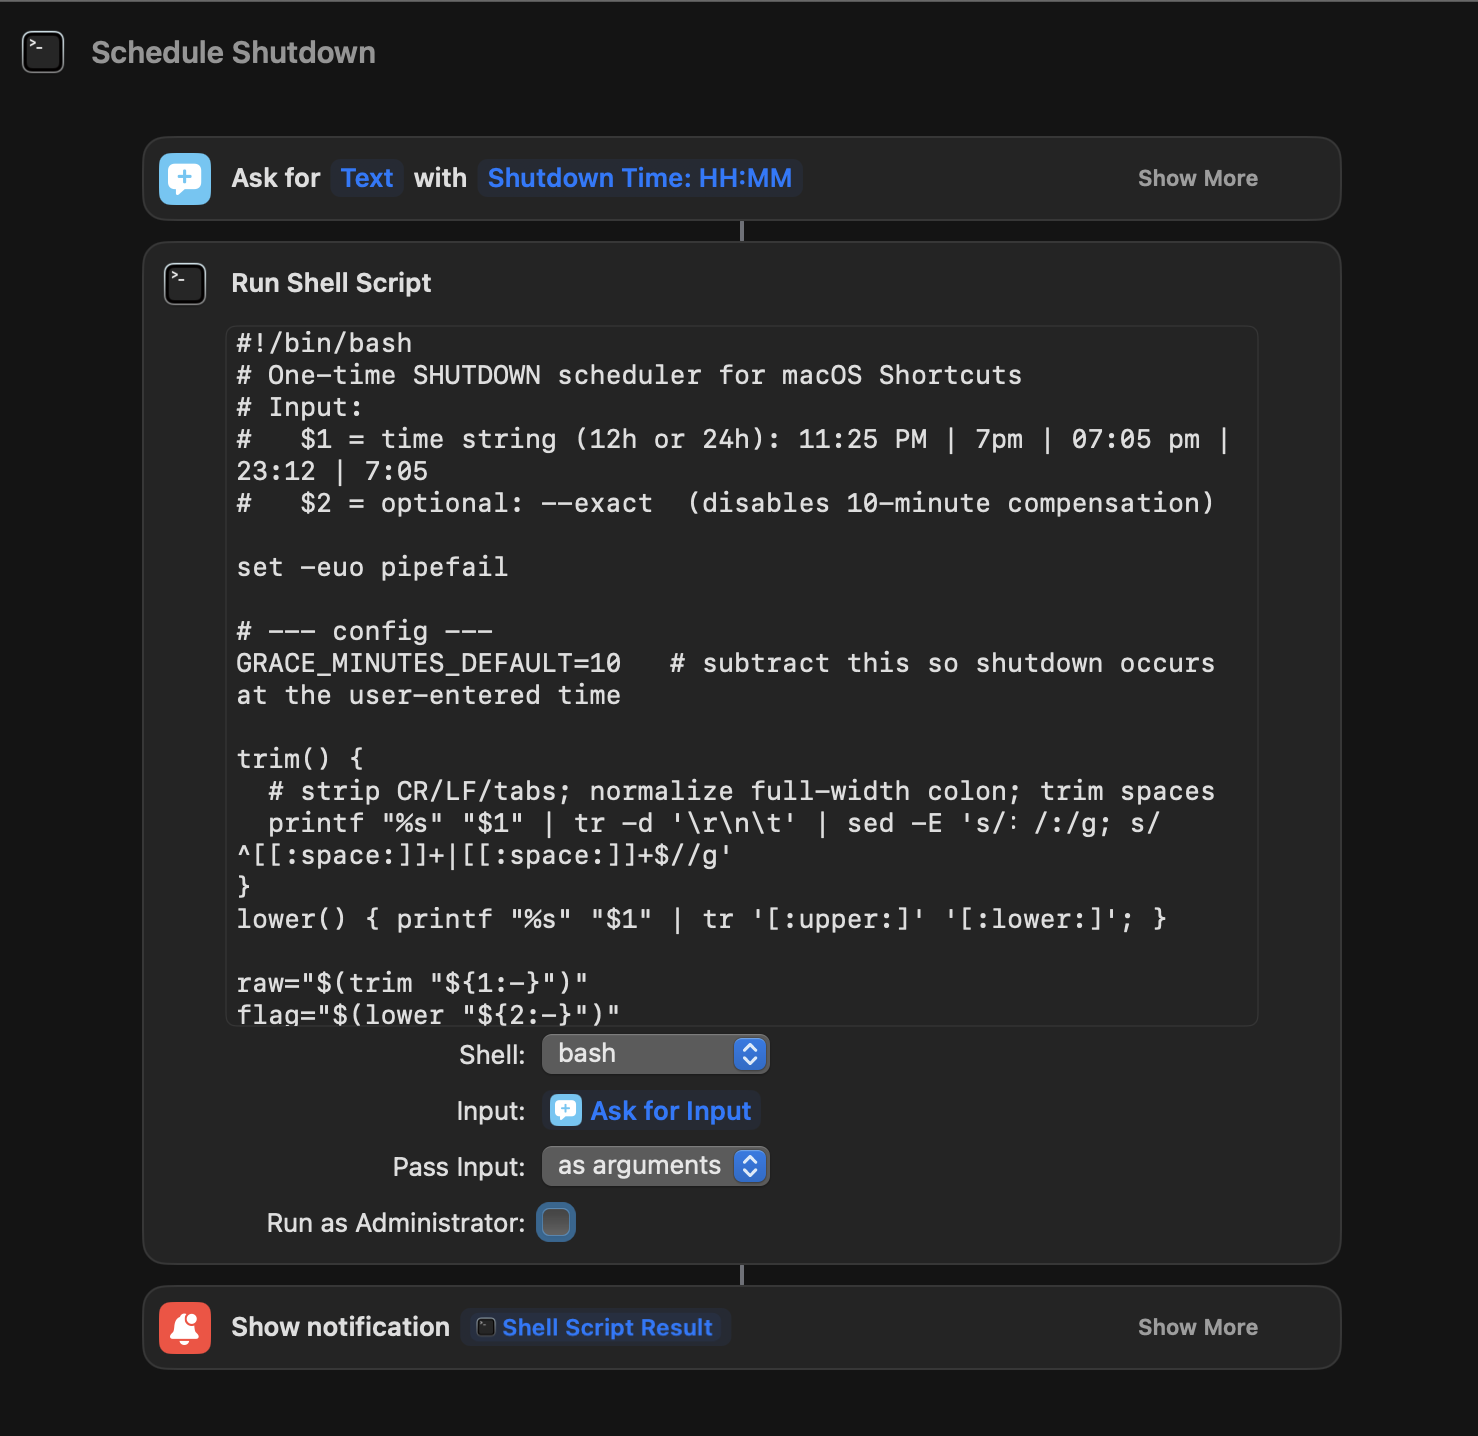 Schedule Shutdown
Ask for Text with Shutdown Time: HH:MM Show More
Run Shell Script
#!/bin/bash
# One-time SHUTDOWN scheduler for macOS Shortcuts
# Input:
#   $1 = time string (12h or 24h): 11:25 PM | 7pm | 07:05 pm |
23:12 | 7:05
#   $2 = optional: --exact  (disables 10-minute compensation)
set -euo pipefail
# --- config ---
GRACE_MINUTES_DEFAULT=10   # subtract this so shutdown occurs
at the user-entered time
trim() {
  # strip CR/LF/tabs; normalize full-width colon; trim spaces
  printf "%s" "$1" | tr -d '\r\n\t' | sed -E 's/：/:/g; s/
^[[:space:]]+|[[:space:]]+$//g'
}
lower() { printf "%s" "$1" | tr '[:upper:]' '[:lower:]'; }
raw="$(trim "${1:-}")"
flag="$(lower "${2:-}")"
Shell: bash
Input: Ask for Input
Pass Input: as arguments
Run as Administrator:
Show notification Shell Script Result Show More